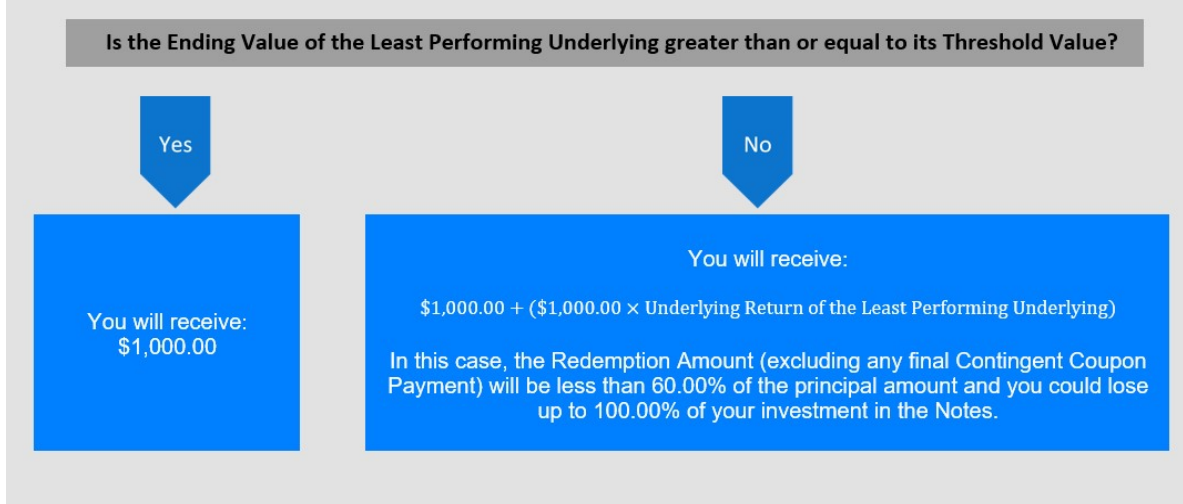 Is the Ending Value of the Least Performing Underlying greater than or equal to its Threshold Value?
Yes
No
You will receive:
$1,000.00
You will receive:
$1,000.00 + ($1,000.00 × Underlying Return of the Least Performing Underlying)
In this case, the Redemption Amount (excluding any final Contingent Coupon
Payment) will be less than 60.00% of the principal amount and you could lose
up to 100.00% of your investment in the Notes.